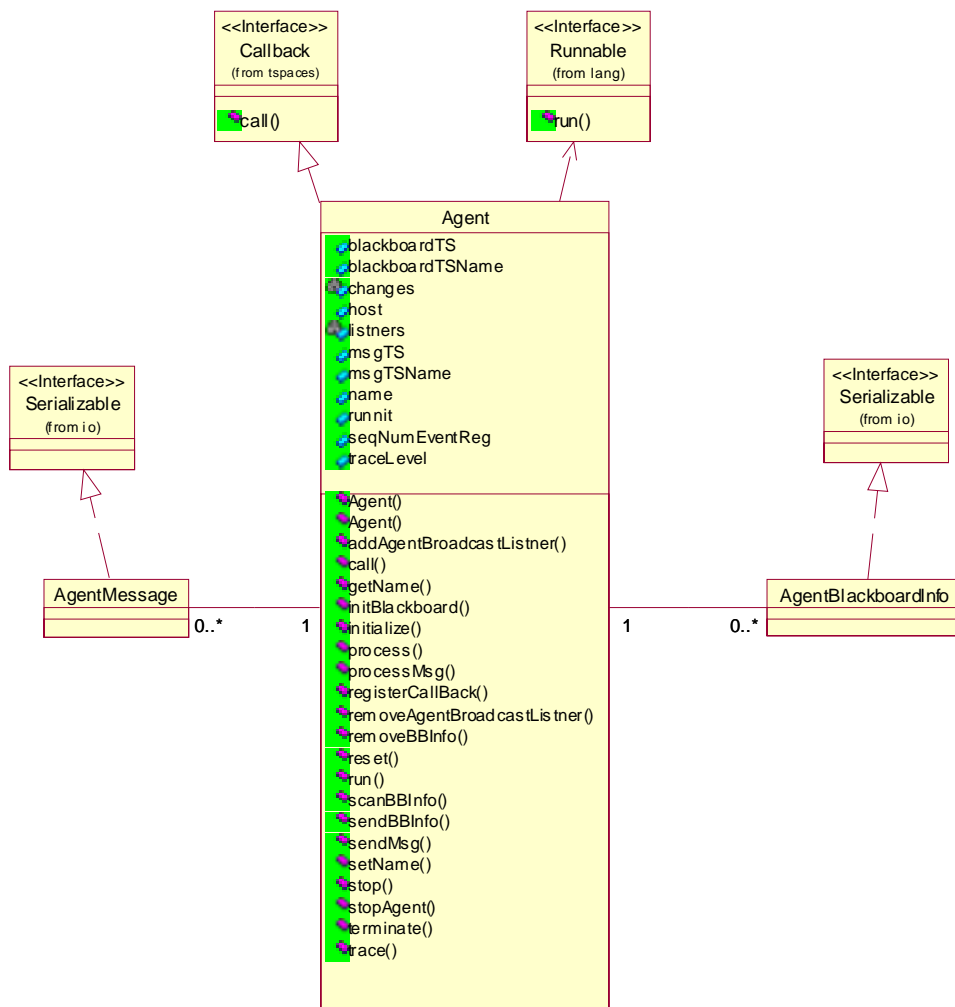 <<Interface>>
Callback
(from tspaces)
call()
<<Interface>>
Runnable
(from lang)
run()
Agent
blackboardTS
blackboardTSName
changes
host
listners
msgTS
msgTSName
name
runnit
seqNumEventReg
traceLevel
Agent()
Agent()
addAgentBroadcastListner()
call()
getName()
initBlackboard()
initialize()
process()
processMsg()
registerCallBack()
removeAgentBroadcastListner()
removeBBInfo()
reset()
run()
scanBBInfo()
sendBBInfo()
sendMsg()
setName()
stop()
stopAgent()
terminate()
trace()
<<Interface>>
Serializable
(from io)
AgentMessage
0..*
1
<<Interface>>
Serializable
(from io)
AgentBlackboardInfo
1
0..*